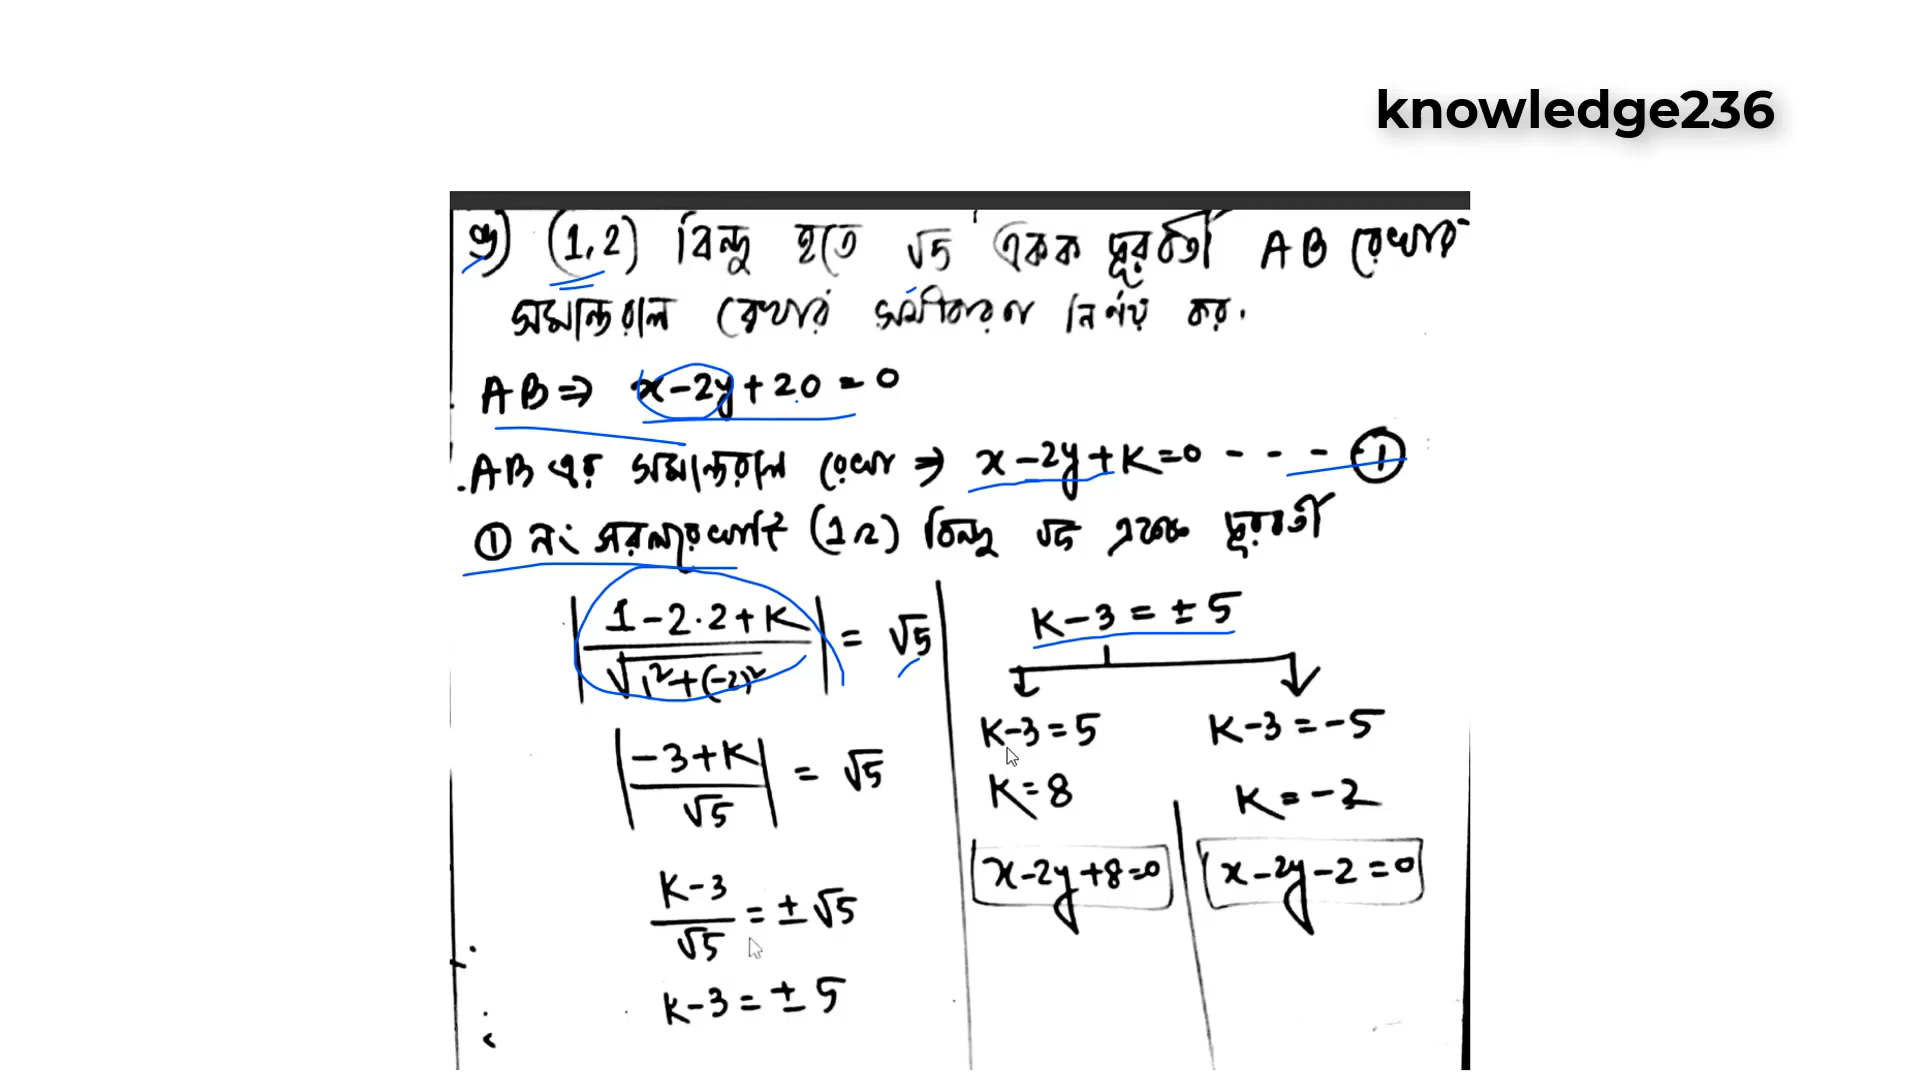 knowledge236
গ) (1,2) বিন্দু হতে √5 একক দূরবর্তী AB রেখার
সমান্তরাল রেখার সমীকরণ নির্ণয় কর।
AB ⇒ x-2y+20=0
AB এর সমান্তরাল রেখা ⇒ x-2y+K=0 - - - ①
① নং সরলরেখাটি (1,2) বিন্দু √5 একক দূরবর্তী
|(1-2·2+K)/√(1²+(-2)²)| = √5
|(-3+K)/√5| = √5
(K-3)/√5 = ±√5
K-3 = ±5
K-3 = ±5
K-3=5
K=8
x-2y+8=0
K-3=-5
K=-2
x-2y-2=0